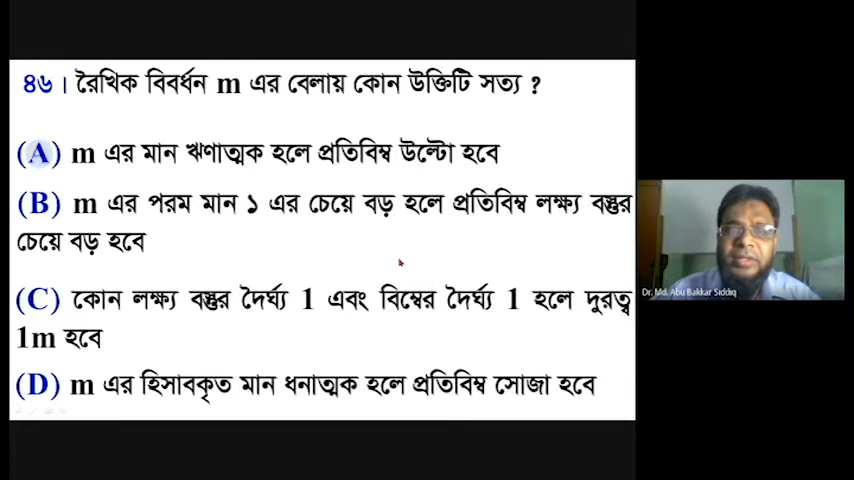 ৪৬। রৈখিক বিবর্ধন m এর বেলায় কোন উক্তিটি সত্য ?
(A) m এর মান ঋণাত্মক হলে প্রতিবিম্ব উল্টো হবে
(B) m এর পরম মান ১ এর চেয়ে বড় হলে প্রতিবিম্ব লক্ষ্য বস্তুর
চেয়ে বড় হবে
(C) কোন লক্ষ্য বস্তুর দৈর্ঘ্য 1 এবং বিম্বের দৈর্ঘ্য 1 হলে দুরত্ব
1m হবে
(D) m এর হিসাবকৃত মান ধনাত্মক হলে প্রতিবিম্ব সোজা হবে
Dr. Md. Abu Bakkar Siddiq